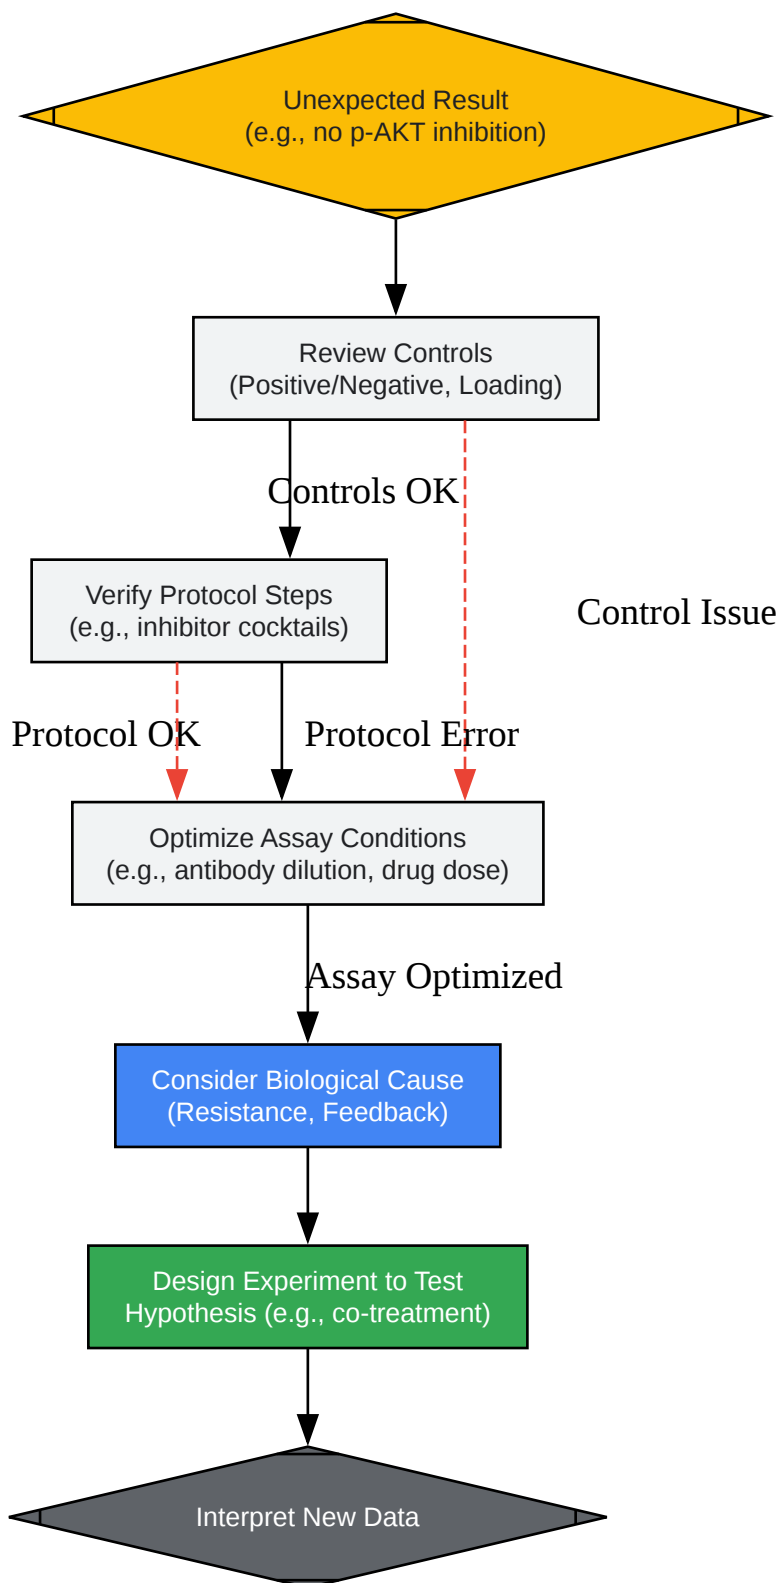 Unexpected Result
(e.g., no p-AKT inhibition)
Review Controls
(Positive/Negative, Loading)
Controls OK
Verify Protocol Steps
(e.g., inhibitor cocktails)
Control Issue
Protocol OK
Protocol Error
Optimize Assay Conditions
(e.g., antibody dilution, drug dose)
Assay Optimized
Consider Biological Cause
(Resistance, Feedback)
Design Experiment to Test
Hypothesis (e.g., co-treatment)
Interpret New Data